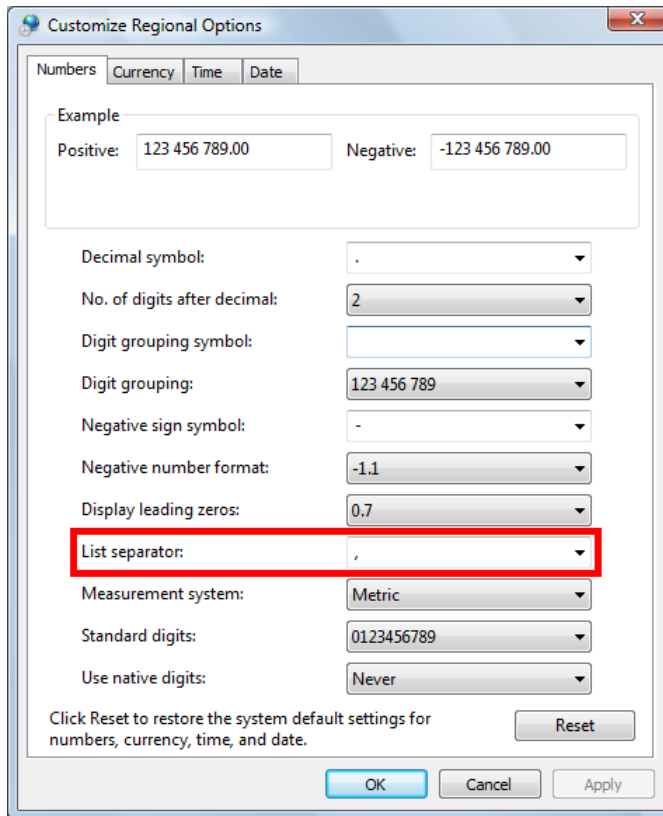 Customize Regional Options
Numbers Currency Time Date
Example
Positive: 123 456 789.00 Negative: -123 456 789.00
Decimal symbol: .
No. of digits after decimal: 2
Digit grouping symbol:
Digit grouping: 123 456 789
Negative sign symbol: -
Negative number format: -1.1
Display leading zeros: 0.7
List separator: ,
Measurement system: Metric
Standard digits: 0123456789
Use native digits: Never
Click Reset to restore the system default settings for
numbers, currency, time, and date.
Reset
OK Cancel Apply